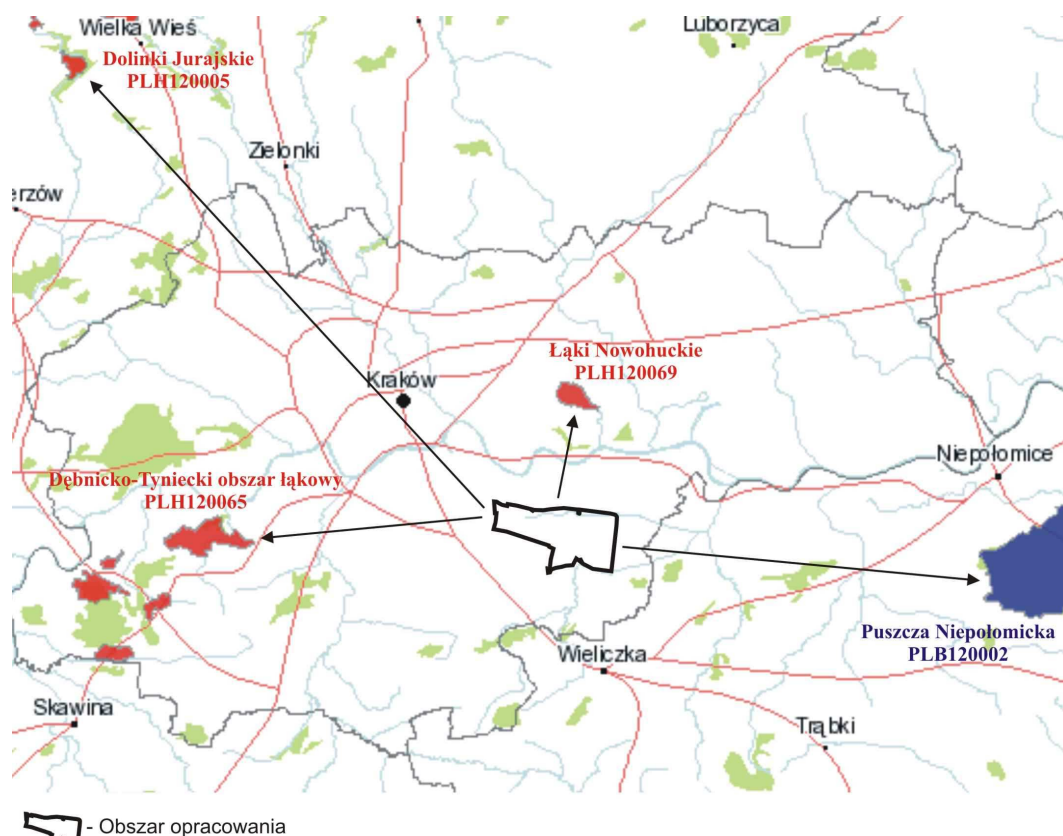 Wielka Wieś
Luborzyca
Dolinki Jurajskie
PLH120005
Zielonki
erzów
Łąki Nowohuckie
PLH120069
Kraków
Niepołomice
Dębnicko-Tyniecki obszar łąkowy
PLH120065
Puszcza Niepołomicka
PLB120002
Wieliczka
Skawina
Trąbki
- Obszar opracowania